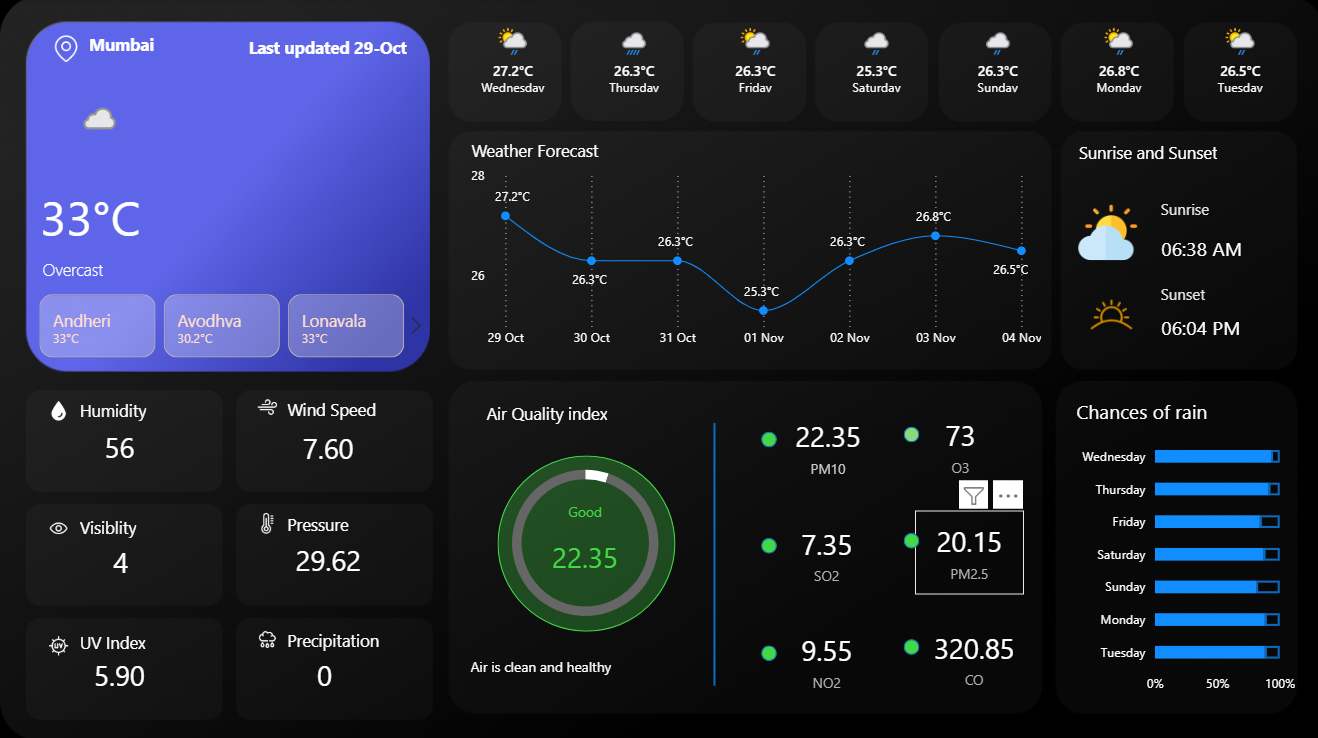 Mumbai
Last updated 29-Oct
33°C
Overcast
Andheri
33°C
Avodhva
30.2°C
Lonavala
33°C
27.2°C
Wednesdav
26.3°C
Thursdav
26.3°C
Fridav
25.3°C
Saturdav
26.3°C
Sundav
26.8°C
Mondav
26.5°C
Tuesdav
Weather Forecast
28
26
27.2°C
26.3°C
26.3°C
25.3°C
26.3°C
26.8°C
26.5°C
29 Oct
30 Oct
31 Oct
01 Nov
02 Nov
03 Nov
04 Nov
Sunrise and Sunset
Sunrise
06:38 AM
Sunset
06:04 PM
Humidity
56
Wind Speed
7.60
Visiblity
4
Pressure
29.62
UV
UV Index
5.90
Precipitation
0
Air Quality index
Good
22.35
Air is clean and healthy
22.35
PM10
73
O3
7.35
SO2
20.15
PM2.5
9.55
NO2
320.85
CO
Chances of rain
Wednesday
Thursday
Friday
Saturday
Sunday
Monday
Tuesday
0%
50%
100%